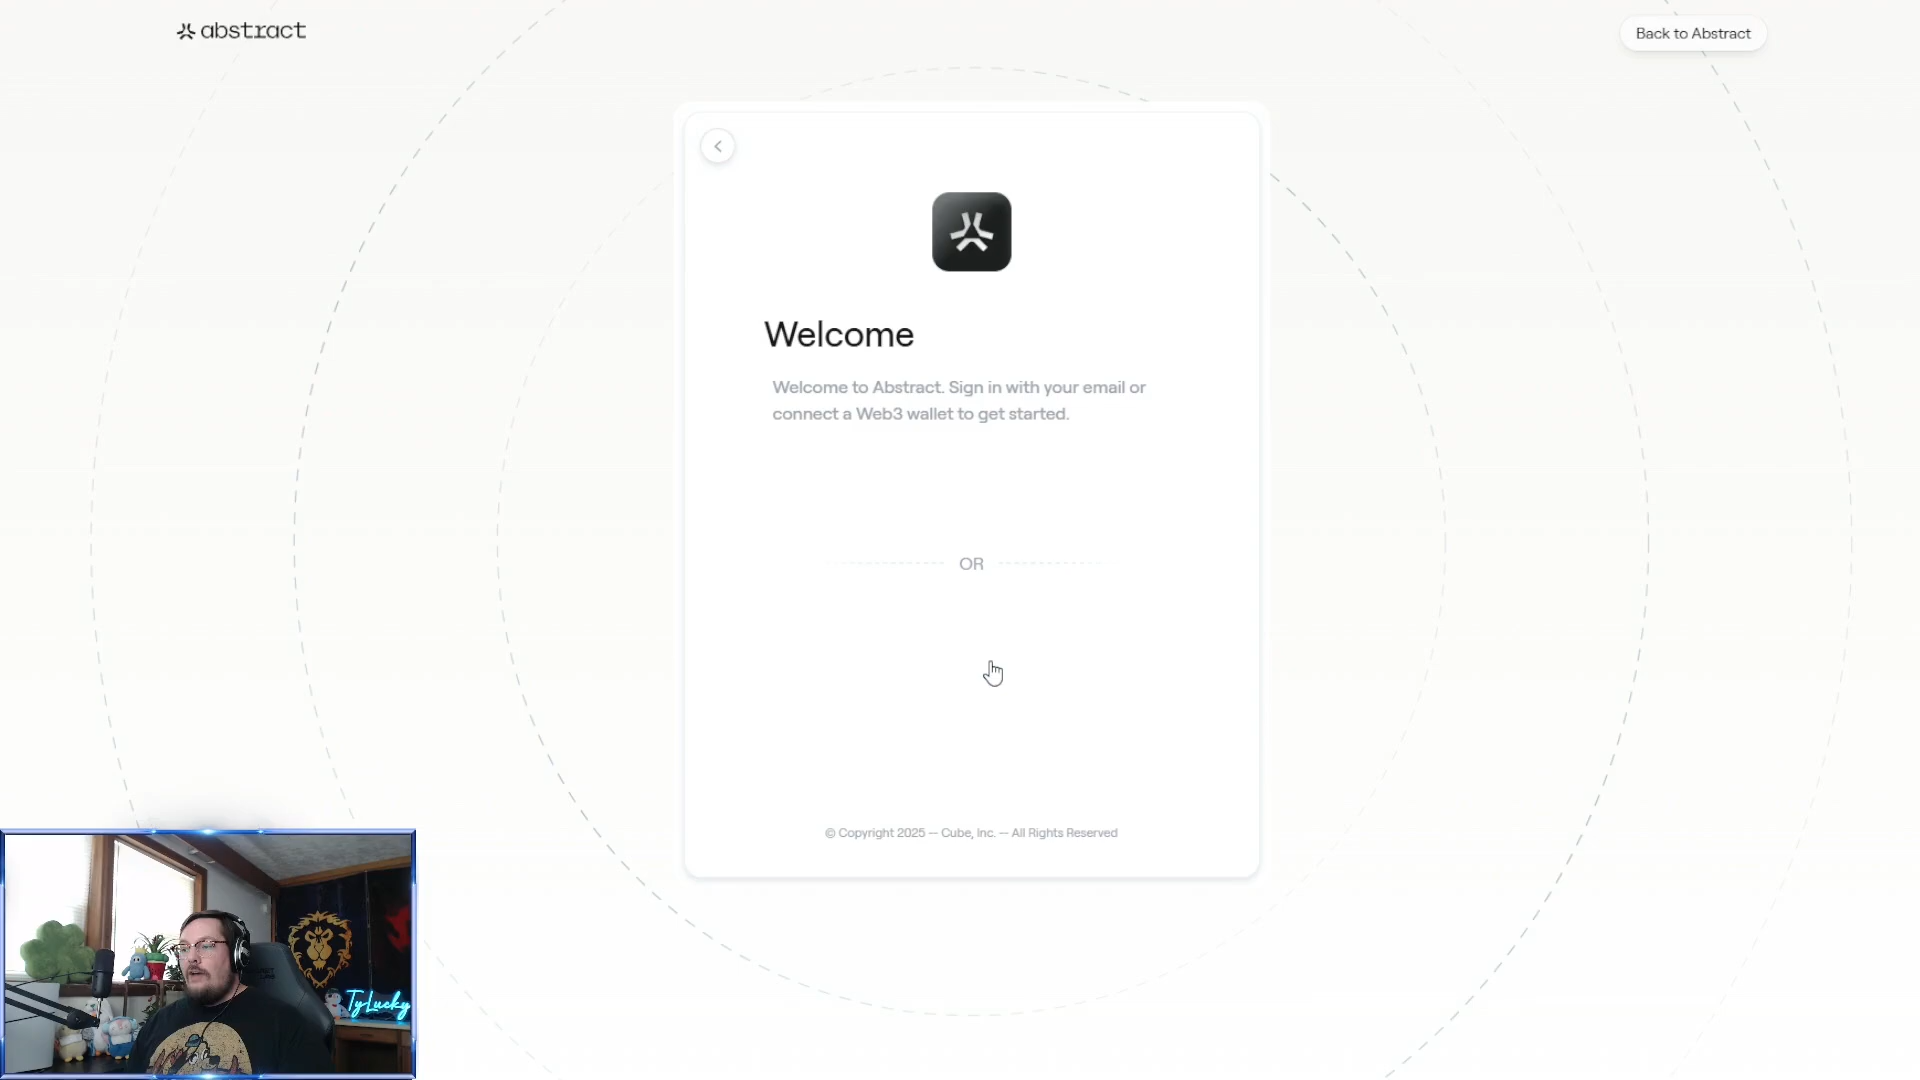 abstract
Back to Abstract
Welcome
Welcome to Abstract. Sign in with your email or
connect a Web3 wallet to get started.
OR
© Copyright 2025 — Cube, Inc. — All Rights Reserved
TyLucky